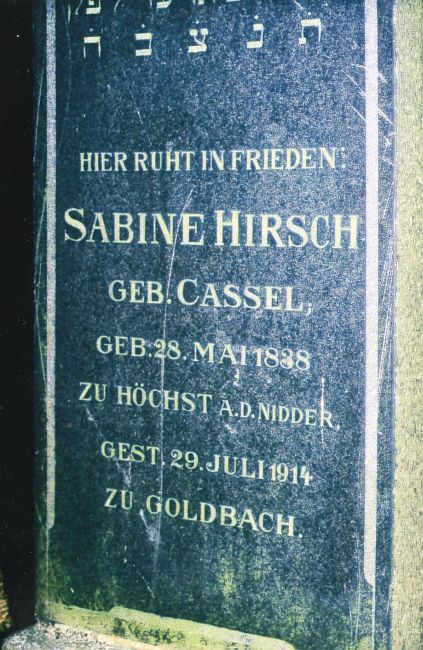 ת נ צ ב ה
HIER RUHT IN FRIEDEN:
SABINE HIRSCH
GEB. CASSEL,
GEB. 28. MAI 1838
ZU HÖCHST A.D. NIDDER,
GEST. 29. JULI 1914
ZU GOLDBACH.